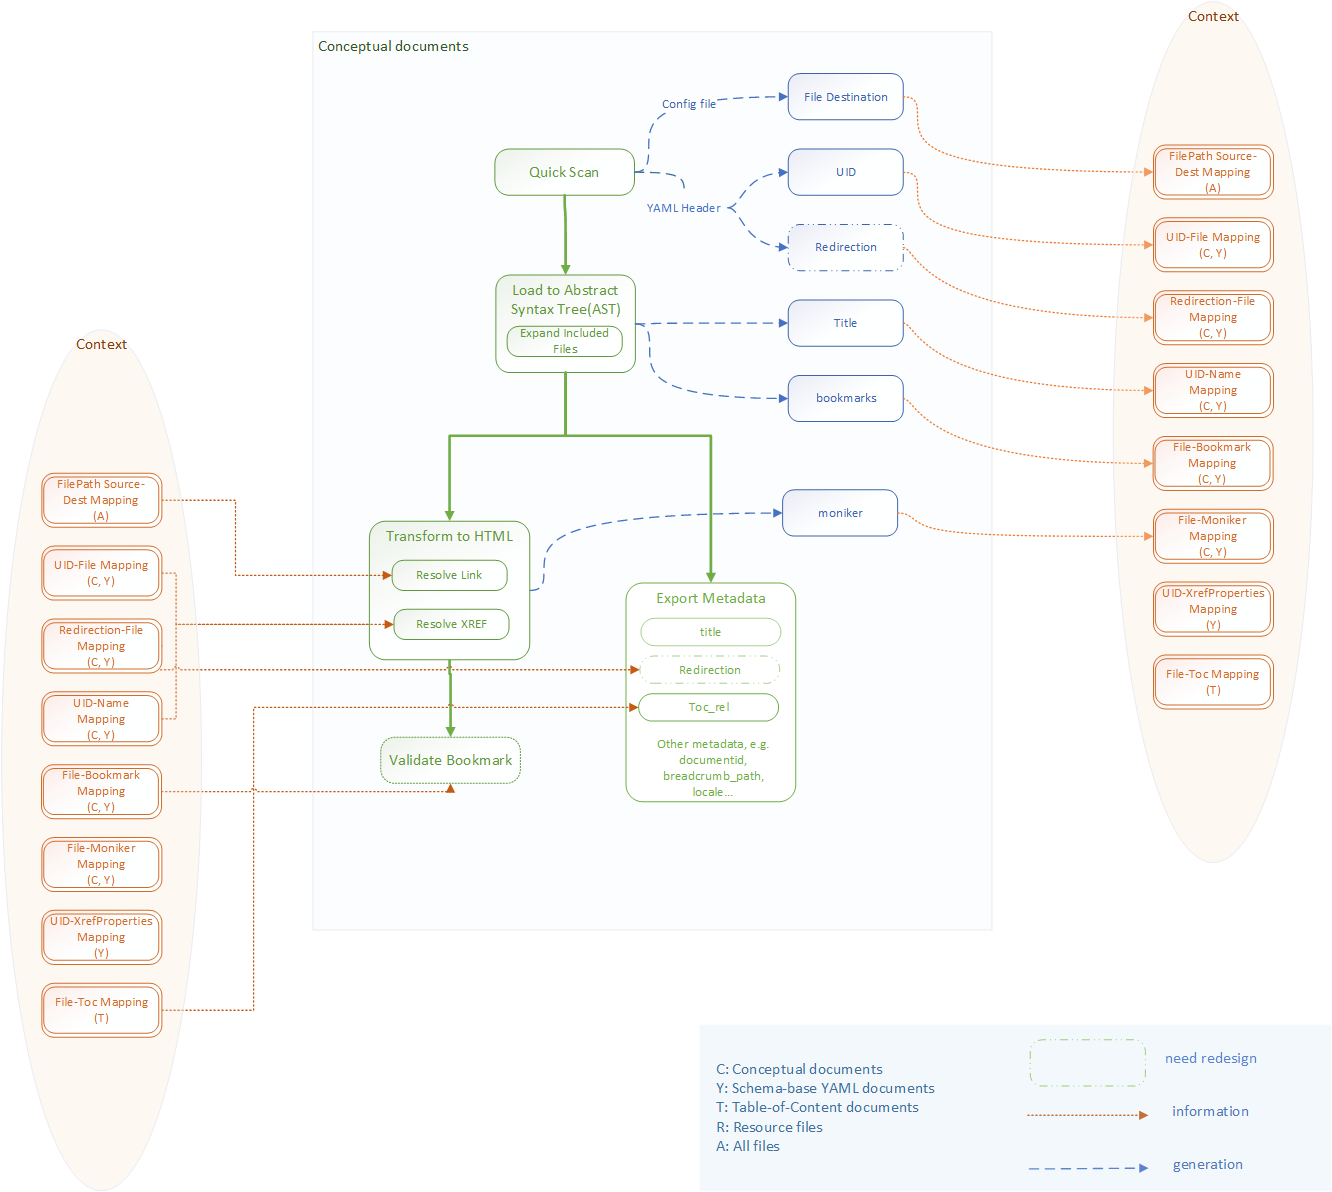 Context
Conceptual documents
Config file
File Destination
Quick Scan
UID
YAML Header
Redirection
Load to Abstract
Syntax Tree(AST)
Expand Included
Files
Title
bookmarks
moniker
FilePath Source-
Dest Mapping
(A)
UID-File Mapping
(C, Y)
Redirection-File
Mapping
(C, Y)
UID-Name
Mapping
(C, Y)
File-Bookmark
Mapping
(C, Y)
File-Moniker
Mapping
(C, Y)
UID-XrefProperties
Mapping
(Y)
File-Toc Mapping
(T)
Context
FilePath Source-
Dest Mapping
(A)
UID-File Mapping
(C, Y)
Redirection-File
Mapping
(C, Y)
UID-Name
Mapping
(C, Y)
File-Bookmark
Mapping
(C, Y)
File-Moniker
Mapping
(C, Y)
UID-XrefProperties
Mapping
(Y)
File-Toc Mapping
(T)
Transform to HTML
Resolve Link
Resolve XREF
Validate Bookmark
Export Metadata
title
Redirection
Toc_rel
Other metadata, e.g.
documentid,
breadcrumb_path,
locale...
C: Conceptual documents
Y: Schema-base YAML documents
T: Table-of-Content documents
R: Resource files
A: All files
need redesign
information
generation